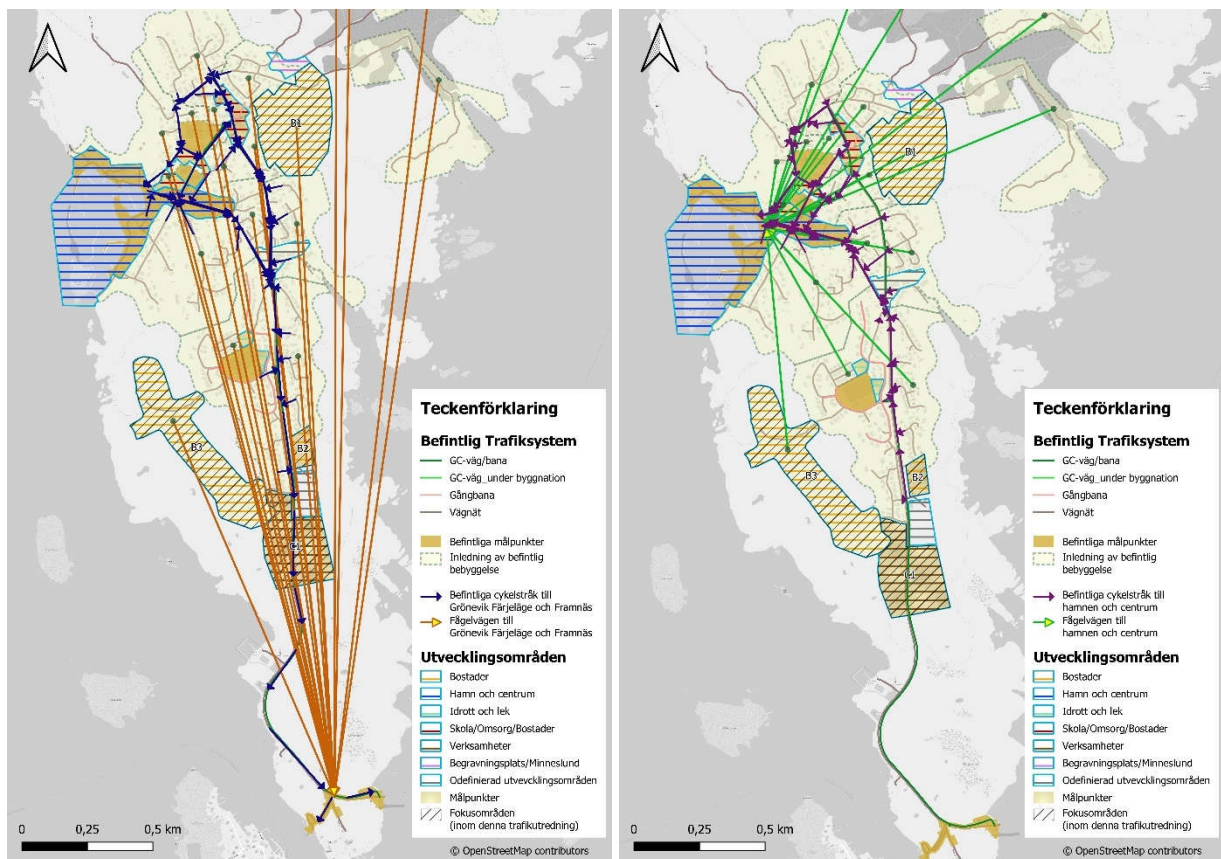 B1
B3
B2
C1
Teckenförklaring
Befintlig Trafiksystem
GC-väg/bana
GC-väg_under byggnation
Gångbana
Vägnät
Befintliga målpunkter
Inledning av befintlig
bebyggelse
Befintliga cykelstråk till
Grönevik Färjeläge och Framnäs
Fågelvägen till
Grönevik Färjeläge och Framnäs
Utvecklingsområden
Bostader
Hamn och centrum
Idrott och lek
Skola/Omsorg/Bostader
Verksamheter
Begravningsplats/Minneslund
Odefinierad utvevcklingsområden
Målpunkter
Fokusområden
(inom denna trafikutredning)
0 0,25 0,5 km
© OpenStreetMap contributors
B1
B3
B2
C1
Teckenförklaring
Befintlig Trafiksystem
GC-väg/bana
GC-väg_under byggnation
Gångbana
Vägnät
Befintliga målpunkter
Inledning av befintlig
bebyggelse
Befintliga cykelstråk till
hamnen och centrum
Fågelvägen till
hamnen och centrum
Utvecklingsområden
Bostader
Hamn och centrum
Idrott och lek
Skola/Omsorg/Bostader
Verksamheter
Begravningsplats/Minneslund
Odefinierad utvevcklingsområden
Målpunkter
Fokusområden
(inom denna trafikutredning)
0 0,25 0,5 km
© OpenStreetMap contributors